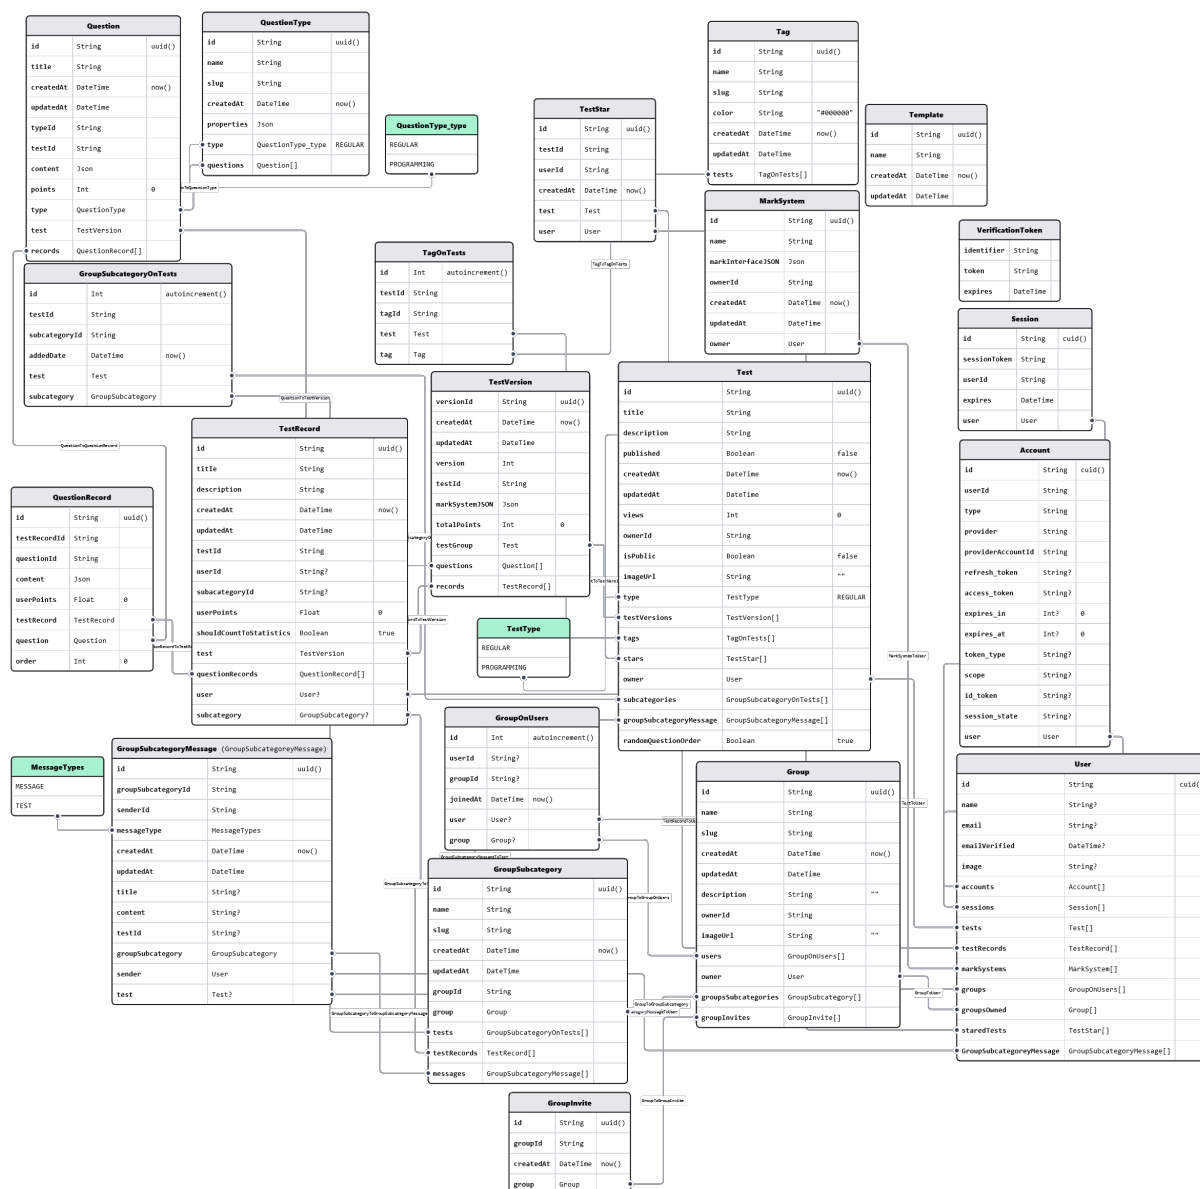 Question
id String uuid()
title String
createdAt DateTime now()
updatedAt DateTime
typeId String
testId String
content Json
points Int 0
type QuestionType
test TestVersion
records QuestionRecord[]
QuestionType
id String uuid()
name String
slug String
createdAt DateTime now()
properties Json
type QuestionType_type REGULAR
questions Question[]
QuestionType_type
REGULAR
PROGRAMMING
TestStar
id String uuid()
testId String
userId String
createdAt DateTime now()
test Test
user User
Tag
id String uuid()
name String
slug String
color String "#000000"
createdAt DateTime now()
updatedAt DateTime
tests TagOnTests[]
Template
id String uuid()
name String
createdAt DateTime now()
updatedAt DateTime
MarkSystem
id String uuid()
name String
markInterfaceJSON Json
ownerId String
createdAt DateTime now()
updatedAt DateTime
owner User
VerificationToken
identifier String
token String
expires DateTime
TagOnTests
id Int autoincrement()
testId String
tagId String
test Test
tag Tag
TagToTagOnTests
GroupSubcategoryOnTests
id Int autoincrement()
testId String
subcategoryId String
addedDate DateTime now()
test Test
subcategory GroupSubcategory
QuestionToTestVersion
Session
id String cuid()
sessionToken String
userId String
expires DateTime
user User
TestVersion
versionId String uuid()
createdAt DateTime now()
updatedAt DateTime
version Int
testId String
markSystemJSON Json
totalPoints Int 0
testGroup Test
questions Question[]
records TestRecord[]
Test
id String uuid()
title String
description String
published Boolean false
createdAt DateTime now()
updatedAt DateTime
views Int 0
ownerId String
isPublic Boolean false
imageUrl String ""
type TestType REGULAR
testVersions TestVersion[]
tags TagOnTests[]
stars TestStar[]
owner User
subcategories GroupSubcategoryOnTests[]
groupSubcategoryMessage GroupSubcategoryMessage[]
randomQuestionOrder Boolean true
TestRecord
id String uuid()
title String
description String
createdAt DateTime now()
updatedAt DateTime
testId String
userId String?
subacategoryId String?
userPoints Float 0
shouldCountToStatistics Boolean true
test TestVersion
questionRecords QuestionRecord[]
user User?
subcategory GroupSubcategory?
QuestionToQuestionRecord
QuestionRecord
id String uuid()
testRecordId String
questionId String
content Json
userPoints Float 0
testRecord TestRecord
question Question
order Int 0
Account
id String cuid()
userId String
type String
provider String
providerAccountId String
refresh_token String?
access_token String?
expires_in Int? 0
expires_at Int? 0
token_type String?
scope String?
id_token String?
session_state String?
user User
TestType
REGULAR
PROGRAMMING
MarkSystemToUser
GroupOnUsers
id Int autoincrement()
userId String?
groupId String?
joinedAt DateTime now()
user User?
group Group?
GroupSubcategoryMessage (GroupSubcategoreyMessage)
id String uuid()
groupSubcategoryId String
senderId String
messageType MessageTypes
createdAt DateTime now()
updatedAt DateTime
title String?
content String?
testId String?
groupSubcategory GroupSubcategory
sender User
test Test?
MessageTypes
MESSAGE
TEST
Group
id String uuid()
name String
slug String
createdAt DateTime now()
updatedAt DateTime
description String ""
ownerId String
imageUrl String ""
users GroupOnUsers[]
owner User
groupsSubcategories GroupSubcategory[]
groupInvites GroupInvite[]
User
id String
name String?
email String?
emailVerified DateTime?
image String?
accounts Account[]
sessions Session[]
tests Test[]
testRecords TestRecord[]
markSystems MarkSystem[]
groups GroupOnUsers[]
groupsOwned Group[]
staredTests TestStar[]
GroupSubcategoreyMessage GroupSubcategoryMessage[]
GroupToUser
GroupSubcategoryMessageToTest
GroupSubcategory
id String uuid()
name String
slug String
createdAt DateTime now()
updatedAt DateTime
groupId String
group Group
tests GroupSubcategoryOnTests[]
testRecords TestRecord[]
messages GroupSubcategoryMessage[]
GroupToGroupSubcategory
GroupToGroupInvite
GroupInvite
id String uuid()
groupId String
createdAt DateTime now()
group Group